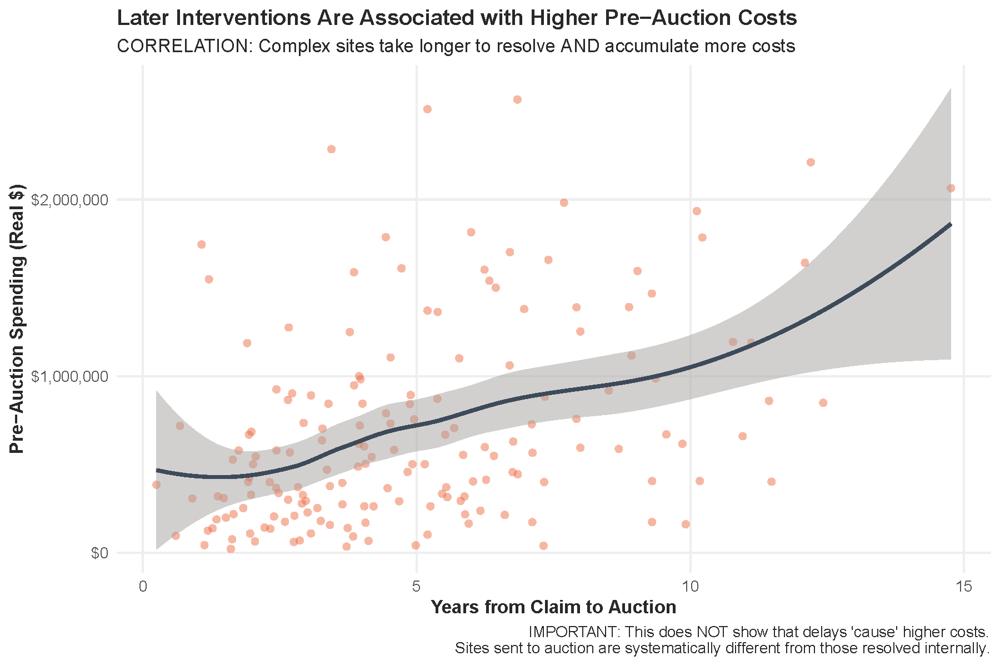 Later Interventions Are Associated with Higher Pre−Auction Costs
CORRELATION: Complex sites take longer to resolve AND accumulate more costs
Pre−Auction Spending (Real $)
$2,000,000
$1,000,000
$0
0 5 10 15
Years from Claim to Auction
IMPORTANT: This does NOT show that delays 'cause' higher costs.
Sites sent to auction are systematically different from those resolved internally.